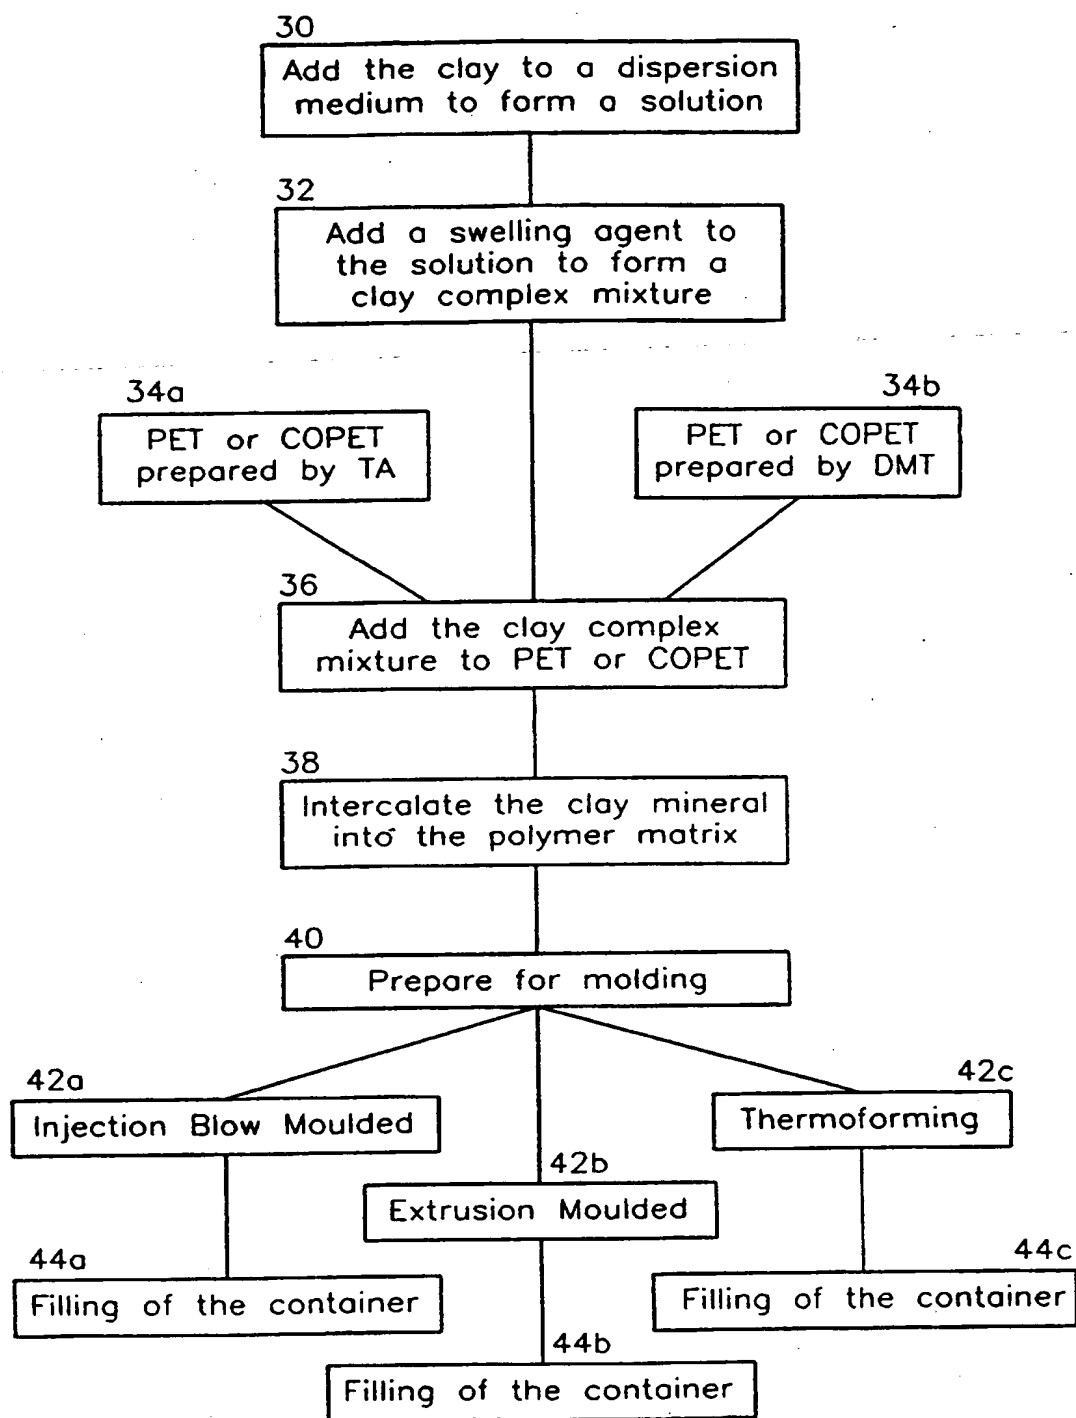 30
Add the clay to a dispersion
medium to form a solution
32
Add a swelling agent to
the solution to form a
clay complex mixture
34a
PET or COPET
prepared by TA
34b
PET or COPET
prepared by DMT
36
Add the clay complex
mixture to PET or COPET
38
Intercalate the clay mineral
into the polymer matrix
40
Prepare for molding
42a
Injection Blow Moulded
42b
Extrusion Moulded
42c
Thermoforming
44a
Filling of the container
44b
Filling of the container
44c
Filling of the container